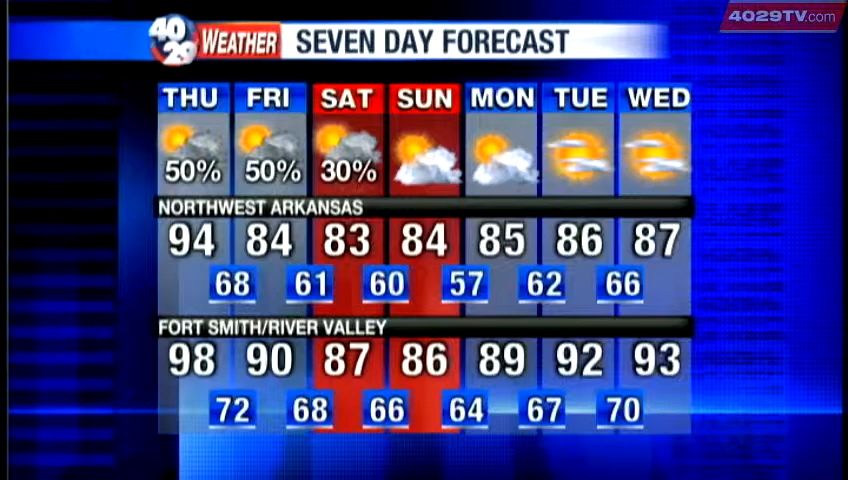 4029TV.com
40 29 WEATHER SEVEN DAY FORECAST
THU FRI SAT SUN MON TUE WED
50% 50% 30%
NORTHWEST ARKANSAS
94 84 83 84 85 86 87
68 61 60 57 62 66
FORT SMITH/RIVER VALLEY
98 90 87 86 89 92 93
72 68 66 64 67 70